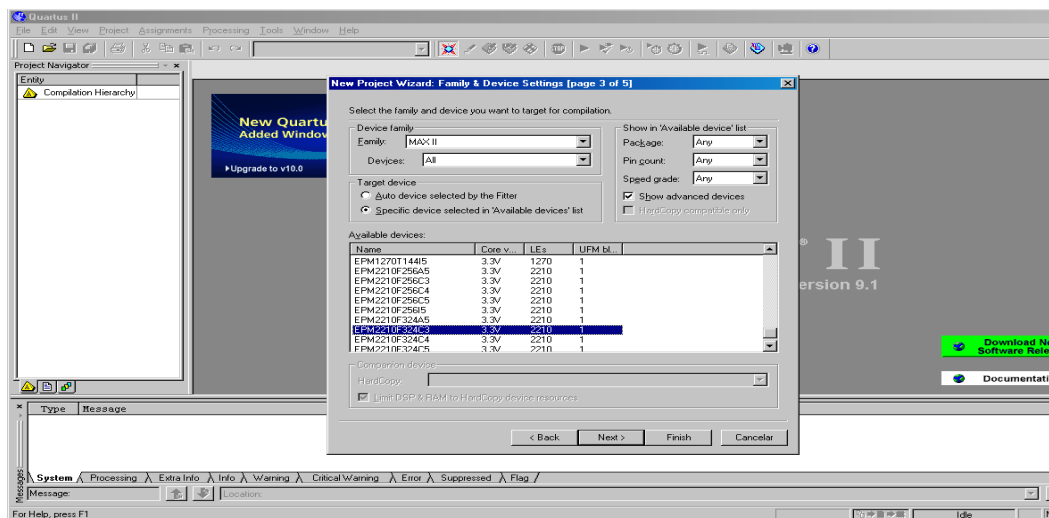 Quartus II
File Edit View Project Assignments Processing Tools Window Help
Project Navigator
Entity
Compilation Hierarchy
New Quartu
Added Window
Upgrade to v10.0
New Project Wizard: Family & Device Settings [page 3 of 5]
Select the family and device you want to target for compilation.
Device family
Family: MAX II
Devices: All
Show in 'Available device' list
Package: Any
Pin count: Any
Speed grade: Any
Show advanced devices
HardCopy compatible only
Target device
Auto device selected by the Fitter
Specific device selected in 'Available devices' list
Available devices:
Name Core v... LEs UFM bl...
EPM1270T144I5 3.3V 1270 1
EPM2210F256A5 3.3V 2210 1
EPM2210F256C3 3.3V 2210 1
EPM2210F256C4 3.3V 2210 1
EPM2210F256C5 3.3V 2210 1
EPM2210F256I5 3.3V 2210 1
EPM2210F324A5 3.3V 2210 1
EPM2210F324C3 3.3V 2210 1
EPM2210F324C4 3.3V 2210 1
EPM2210F324C5 3.3V 2210 1
Companion device
HardCopy:
Limit DSP & RAM to HardCopy device resources
< Back Next > Finish Cancelar
® II
ersion 9.1
Download Ne
Software Rele
Documentati
Type Message
System Processing Extra Info Info Warning Critical Warning Error Suppressed Flag
Messages
Message: Location:
For Help, press F1
Idle